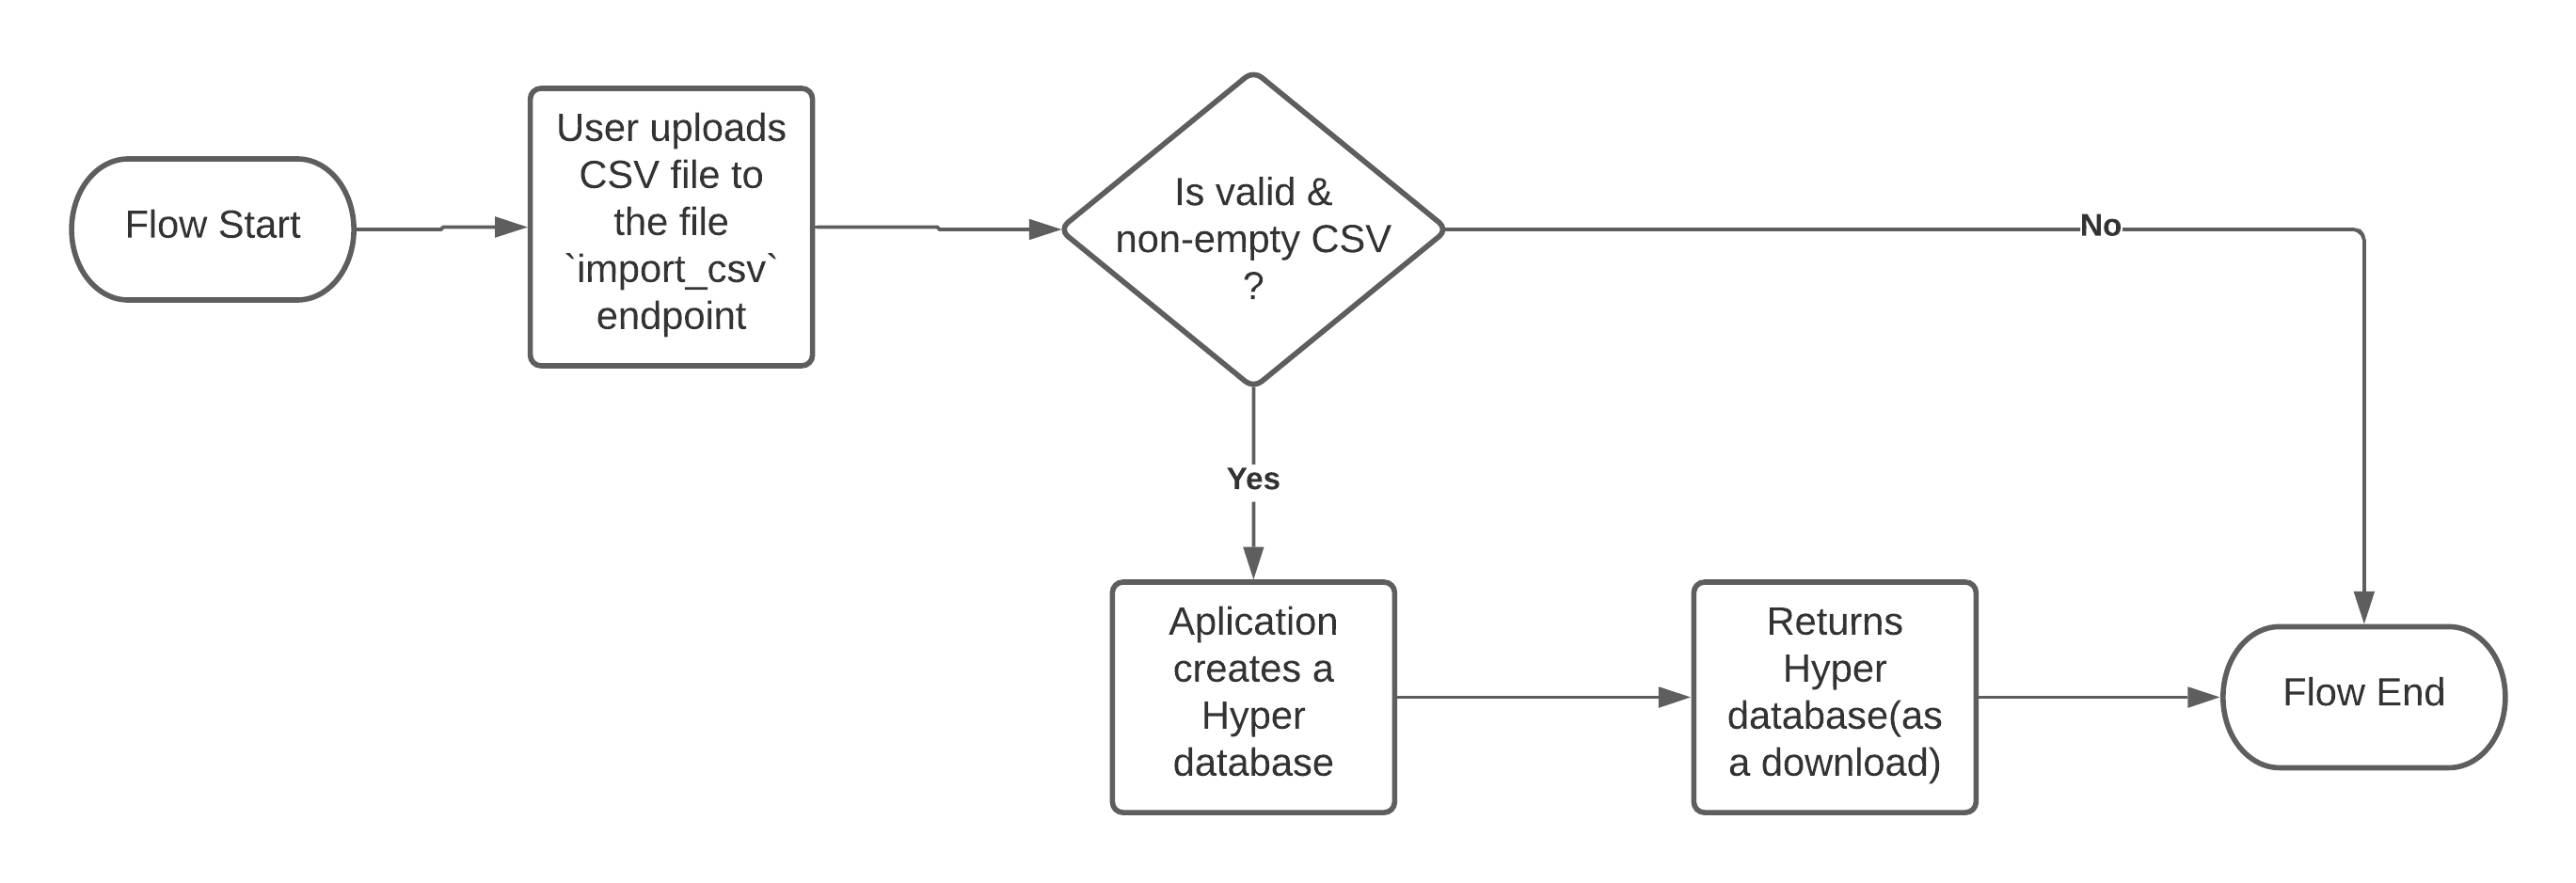 Flow Start
User uploads
CSV file to
the file
`import_csv`
endpoint
Is valid &
non-empty CSV
?
No
Yes
Aplication
creates a
Hyper
database
Returns
Hyper
database(as
a download)
Flow End